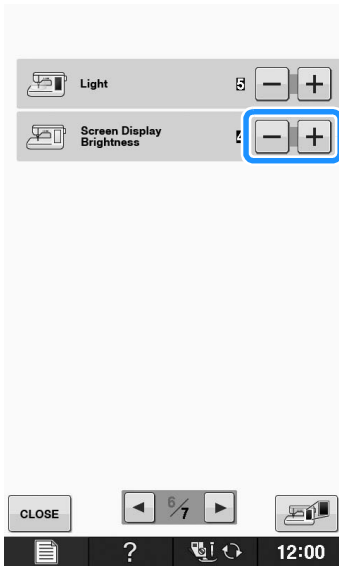 Light 5 − +
Screen Display
Brightness − +
CLOSE ◄ 6/7 ►
? 12:00